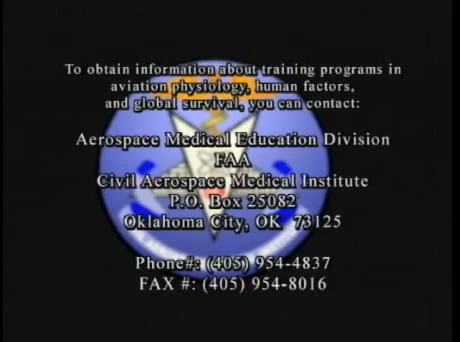 To obtain information about training programs in
aviation physiology, human factors,
and global survival, you can contact:
Aerospace Medical Education Division
FAA
Civil Aerospace Medical Institute
P.O. Box 25082
Oklahoma City, OK 73125
Phone#: (405) 954-4837
FAX #: (405) 954-8016